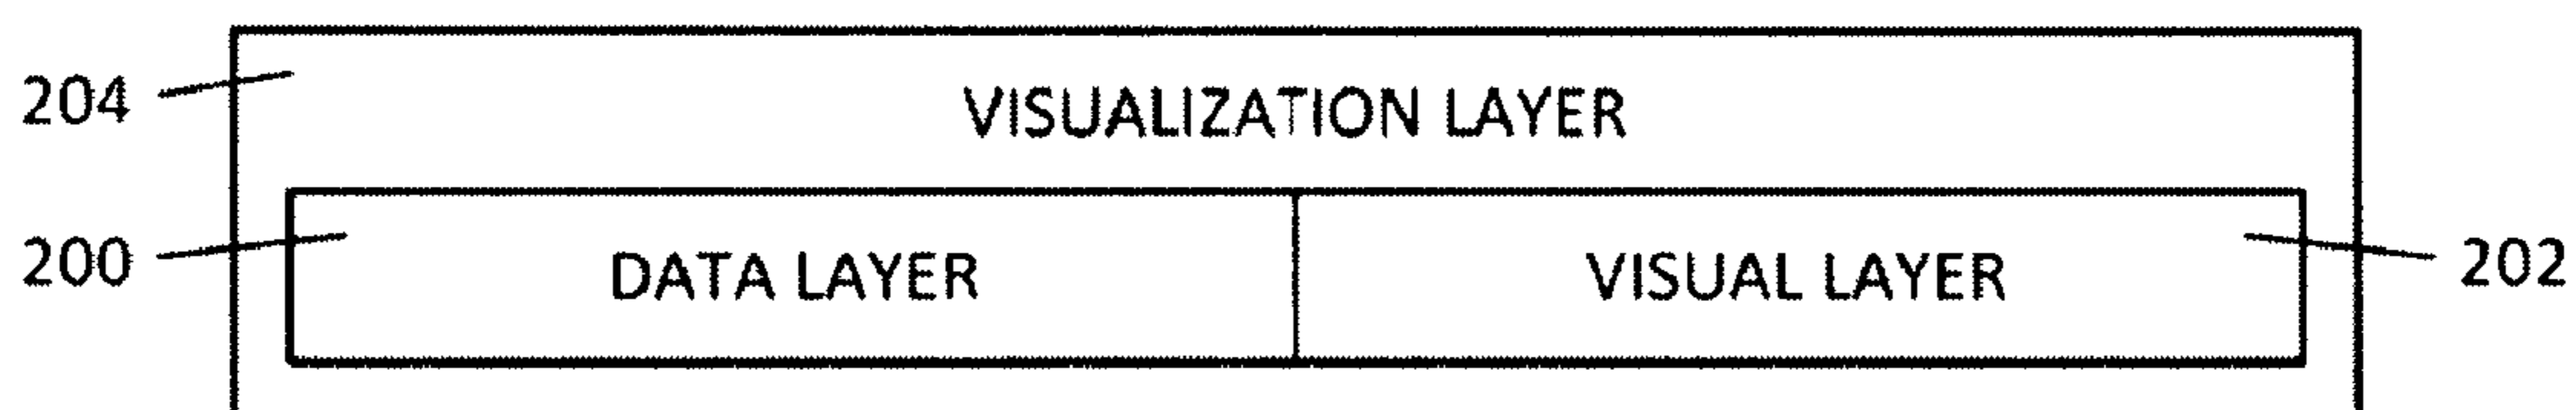 204 VISUALIZATION LAYER
200 DATA LAYER VISUAL LAYER 202